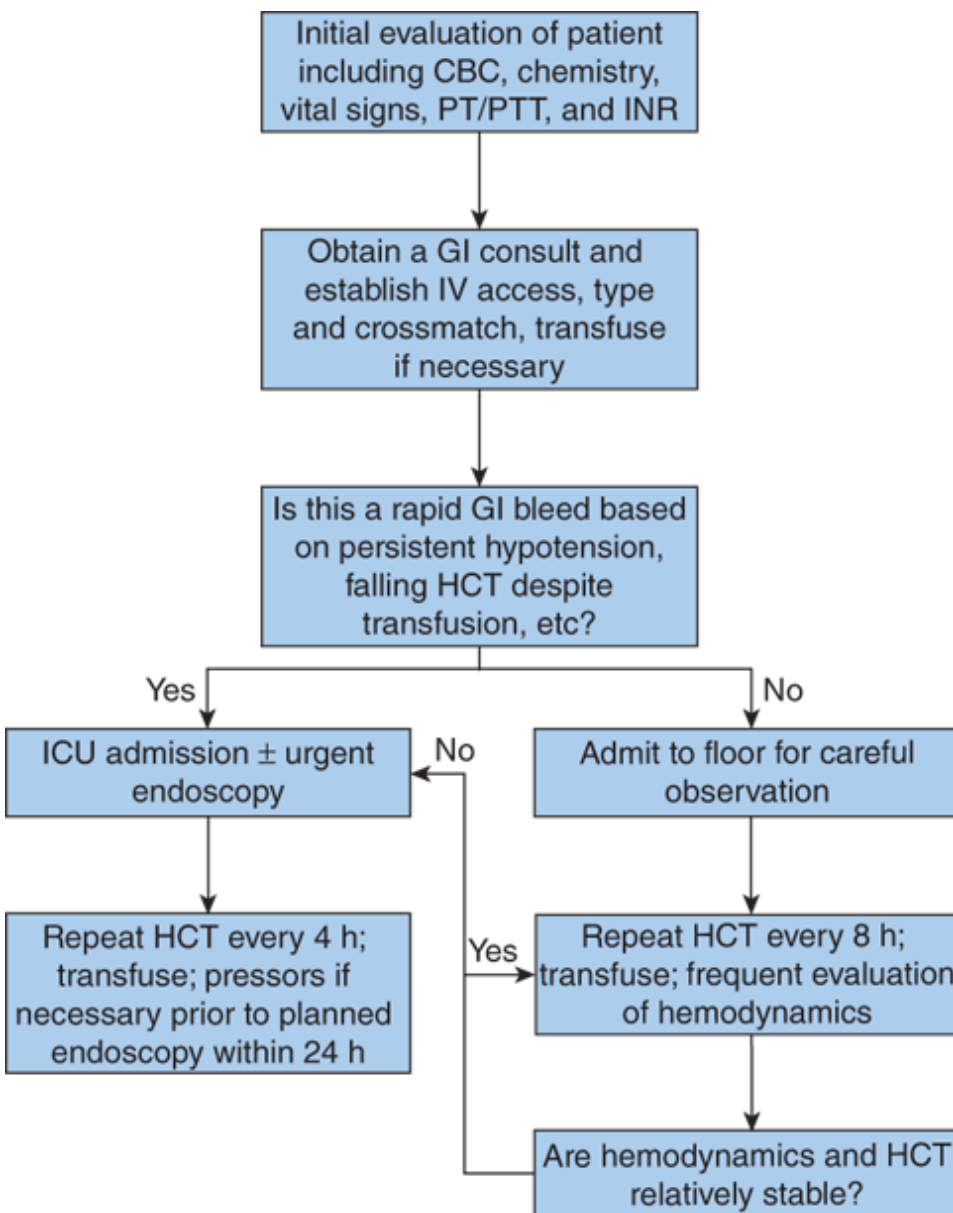 Initial evaluation of patient
including CBC, chemistry,
vital signs, PT/PTT, and INR
Obtain a GI consult and
establish IV access, type
and crossmatch, transfuse
if necessary
Is this a rapid GI bleed based
on persistent hypotension,
falling HCT despite
transfusion, etc?
Yes
No
ICU admission ± urgent
endoscopy
No
Admit to floor for careful
observation
Repeat HCT every 4 h;
transfuse; pressors if
necessary prior to planned
endoscopy within 24 h
Yes
Repeat HCT every 8 h;
transfuse; frequent evaluation
of hemodynamics
Are hemodynamics and HCT
relatively stable?